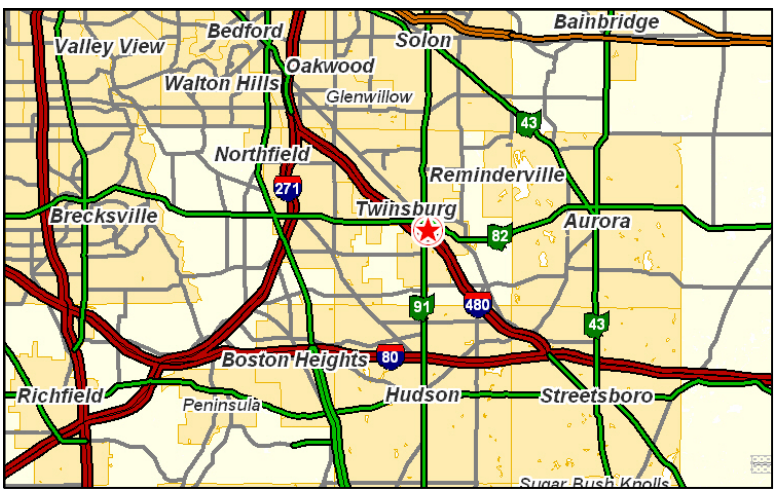 Bainbridge
Bedford
Solon
Valley View
Oakwood
Walton Hills
Glenwillow
43
Northfield
Reminderville
271
Twinsburg
Brecksville
Aurora
82
91
480
43
Boston Heights
80
Richfield
Hudson
Streetsboro
Peninsula
Sugar Bush Knolls